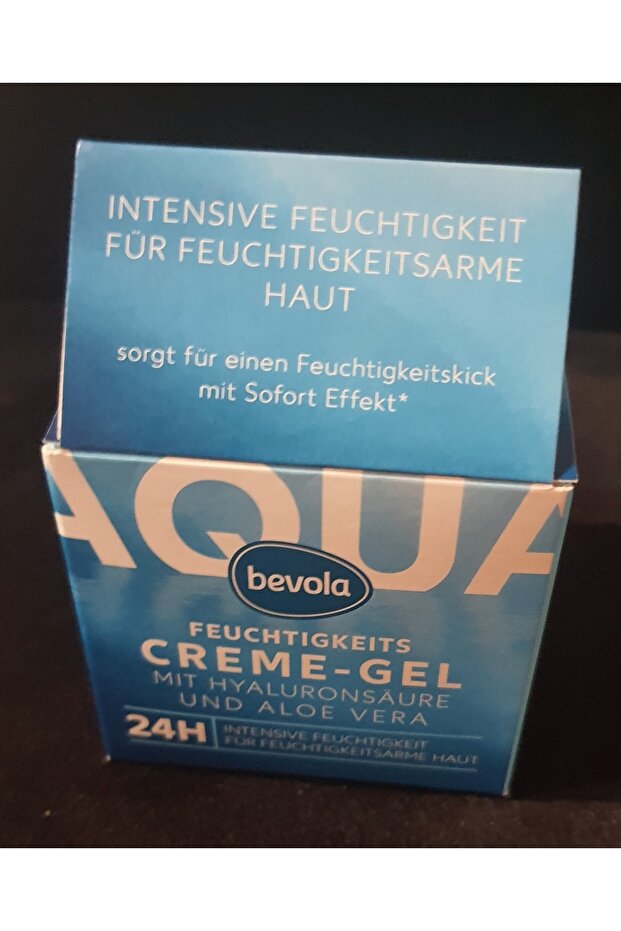 INTENSIVE FEUCHTIGKEIT
FÜR FEUCHTIGKEITSARME
HAUT
sorgt für einen Feuchtigkeitskick
mit Sofort Effekt*
AQUA
bevola
FEUCHTIGKEITS
CREME-GEL
MIT HYALURONSÄURE
UND ALOE VERA
24H
INTENSIVE FEUCHTIGKEIT
FÜR FEUCHTIGKEITSARME HAUT